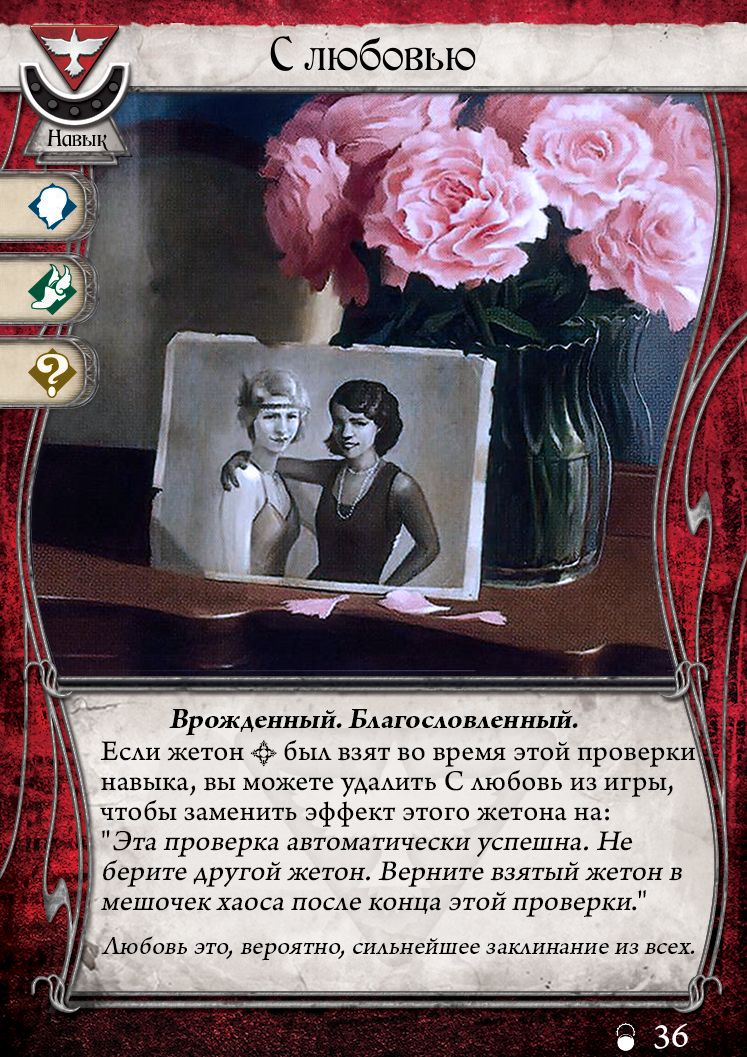 С любовью
Навык
?
Врожденный. Благословленный.
Если жетон был взят во время этой проверки
навыка, вы можете удалить С любовь из игры,
чтобы заменить эффект этого жетона на:
"Эта проверка автоматически успешна. Не
берите другой жетон. Верните взятый жетон в
мешочек хаоса после конца этой проверки."
Любовь это, вероятно, сильнейшее заклинание из всех.
36